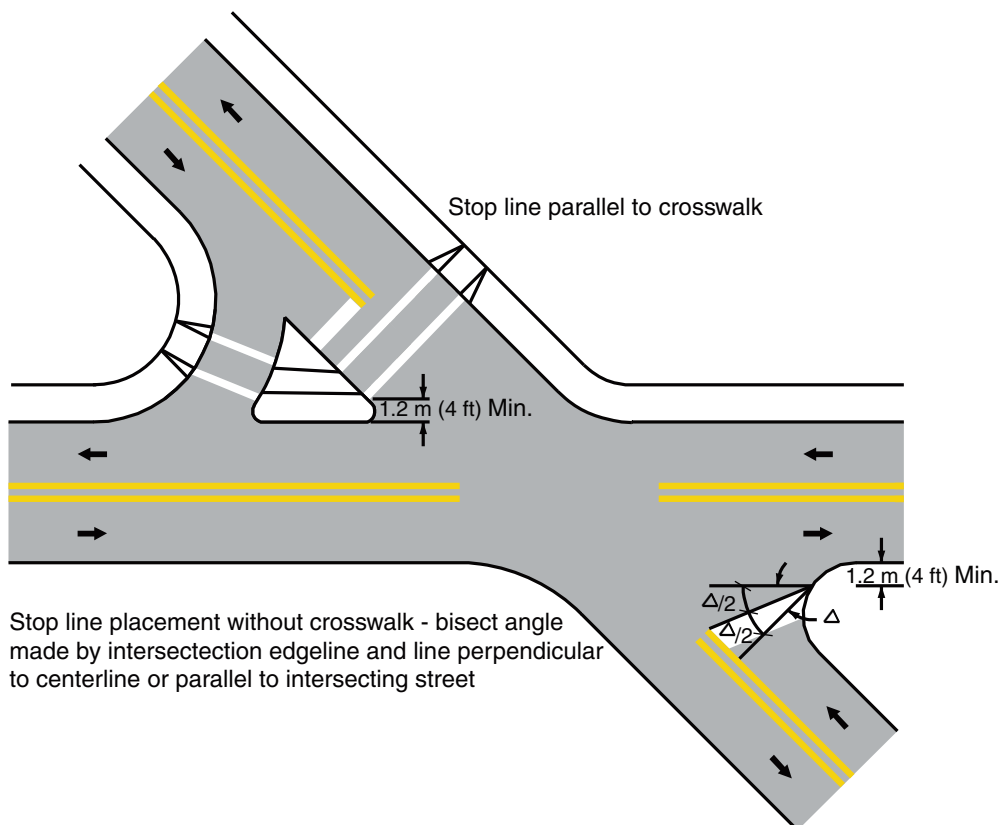 Stop line parallel to crosswalk
1.2 m (4 ft) Min.
1.2 m (4 ft) Min.
Δ/2
Δ
Δ/2
Stop line placement without crosswalk - bisect angle
made by intersectection edgeline and line perpendicular
to centerline or parallel to intersecting street